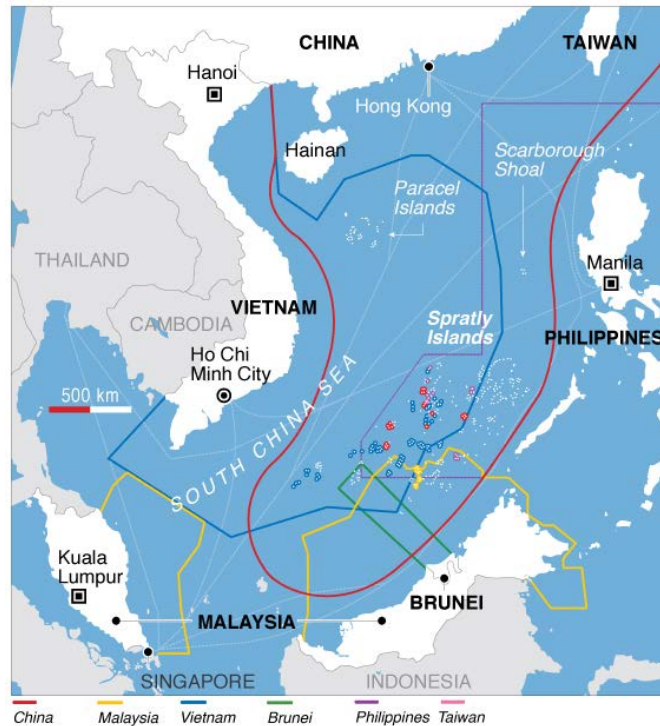 CHINA
TAIWAN
Hanoi
Hong Kong
Hainan
Scarborough
Shoal
Paracel
Islands
THAILAND
VIETNAM
Manila
CAMBODIA
Spratly
Islands
PHILIPPINES
Ho Chi
Minh City
500 km
SOUTH CHINA SEA
Kuala
Lumpur
MALAYSIA
BRUNEI
SINGAPORE
INDONESIA
China
Malaysia
Vietnam
Brunei
Philippines
Taiwan